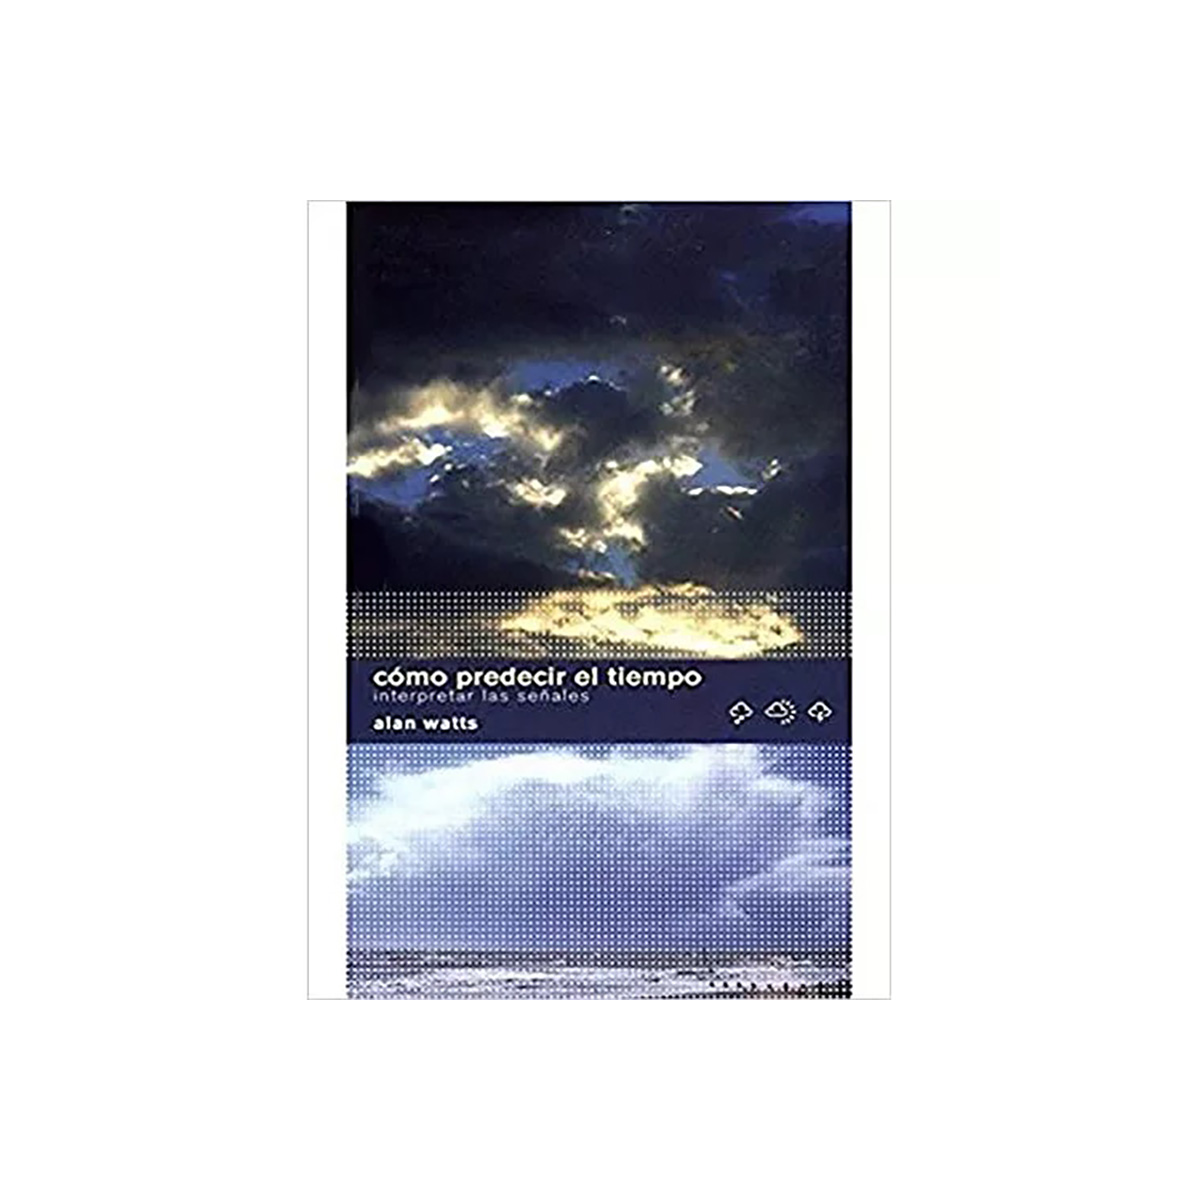 cómo predecir el tiempo
interpretar las señales
alan watts